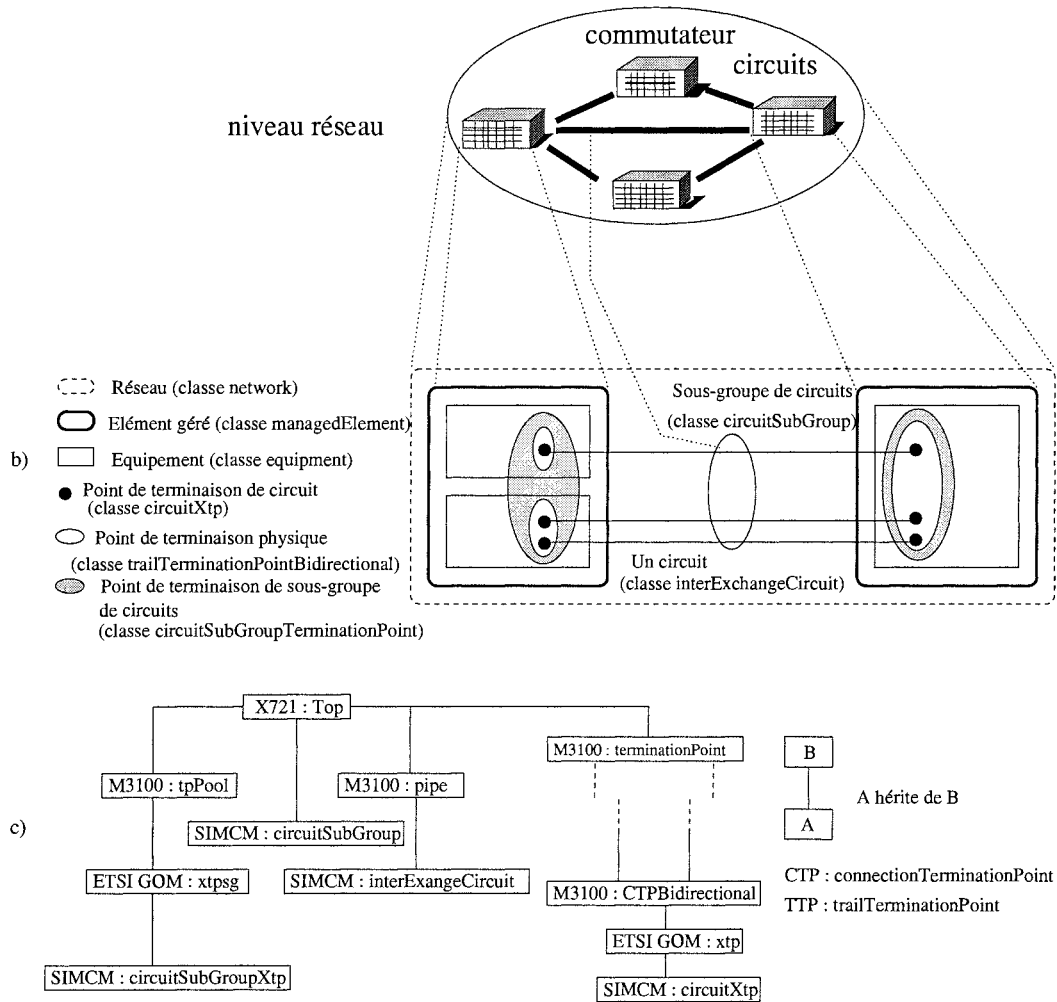 commutateur
circuits
niveau réseau
b)
Réseau (classe network)
Elément géré (classe managedElement)
Equipement (classe equipment)
Point de terminaison de circuit
(classe circuitXtp)
Point de terminaison physique
(classe trailTerminationPointBidirectional)
Point de terminaison de sous-groupe
de circuits
(classe circuitSubGroupTerminationPoint)
Sous-groupe de circuits
(classe circuitSubGroup)
Un circuit
(classe interExchangeCircuit)
c)
X721 : Top
M3100 : tpPool
M3100 : pipe
M3100 : terminationPoint
SIMCM : circuitSubGroup
ETSI GOM : xtpsg
SIMCM : interExangeCircuit
M3100 : CTPBidirectional
ETSI GOM : xtp
SIMCM : circuitSubGroupXtp
SIMCM : circuitXtp
B
A hérite de B
A
CTP : connectionTerminationPoint
TTP : trailTerminationPoint